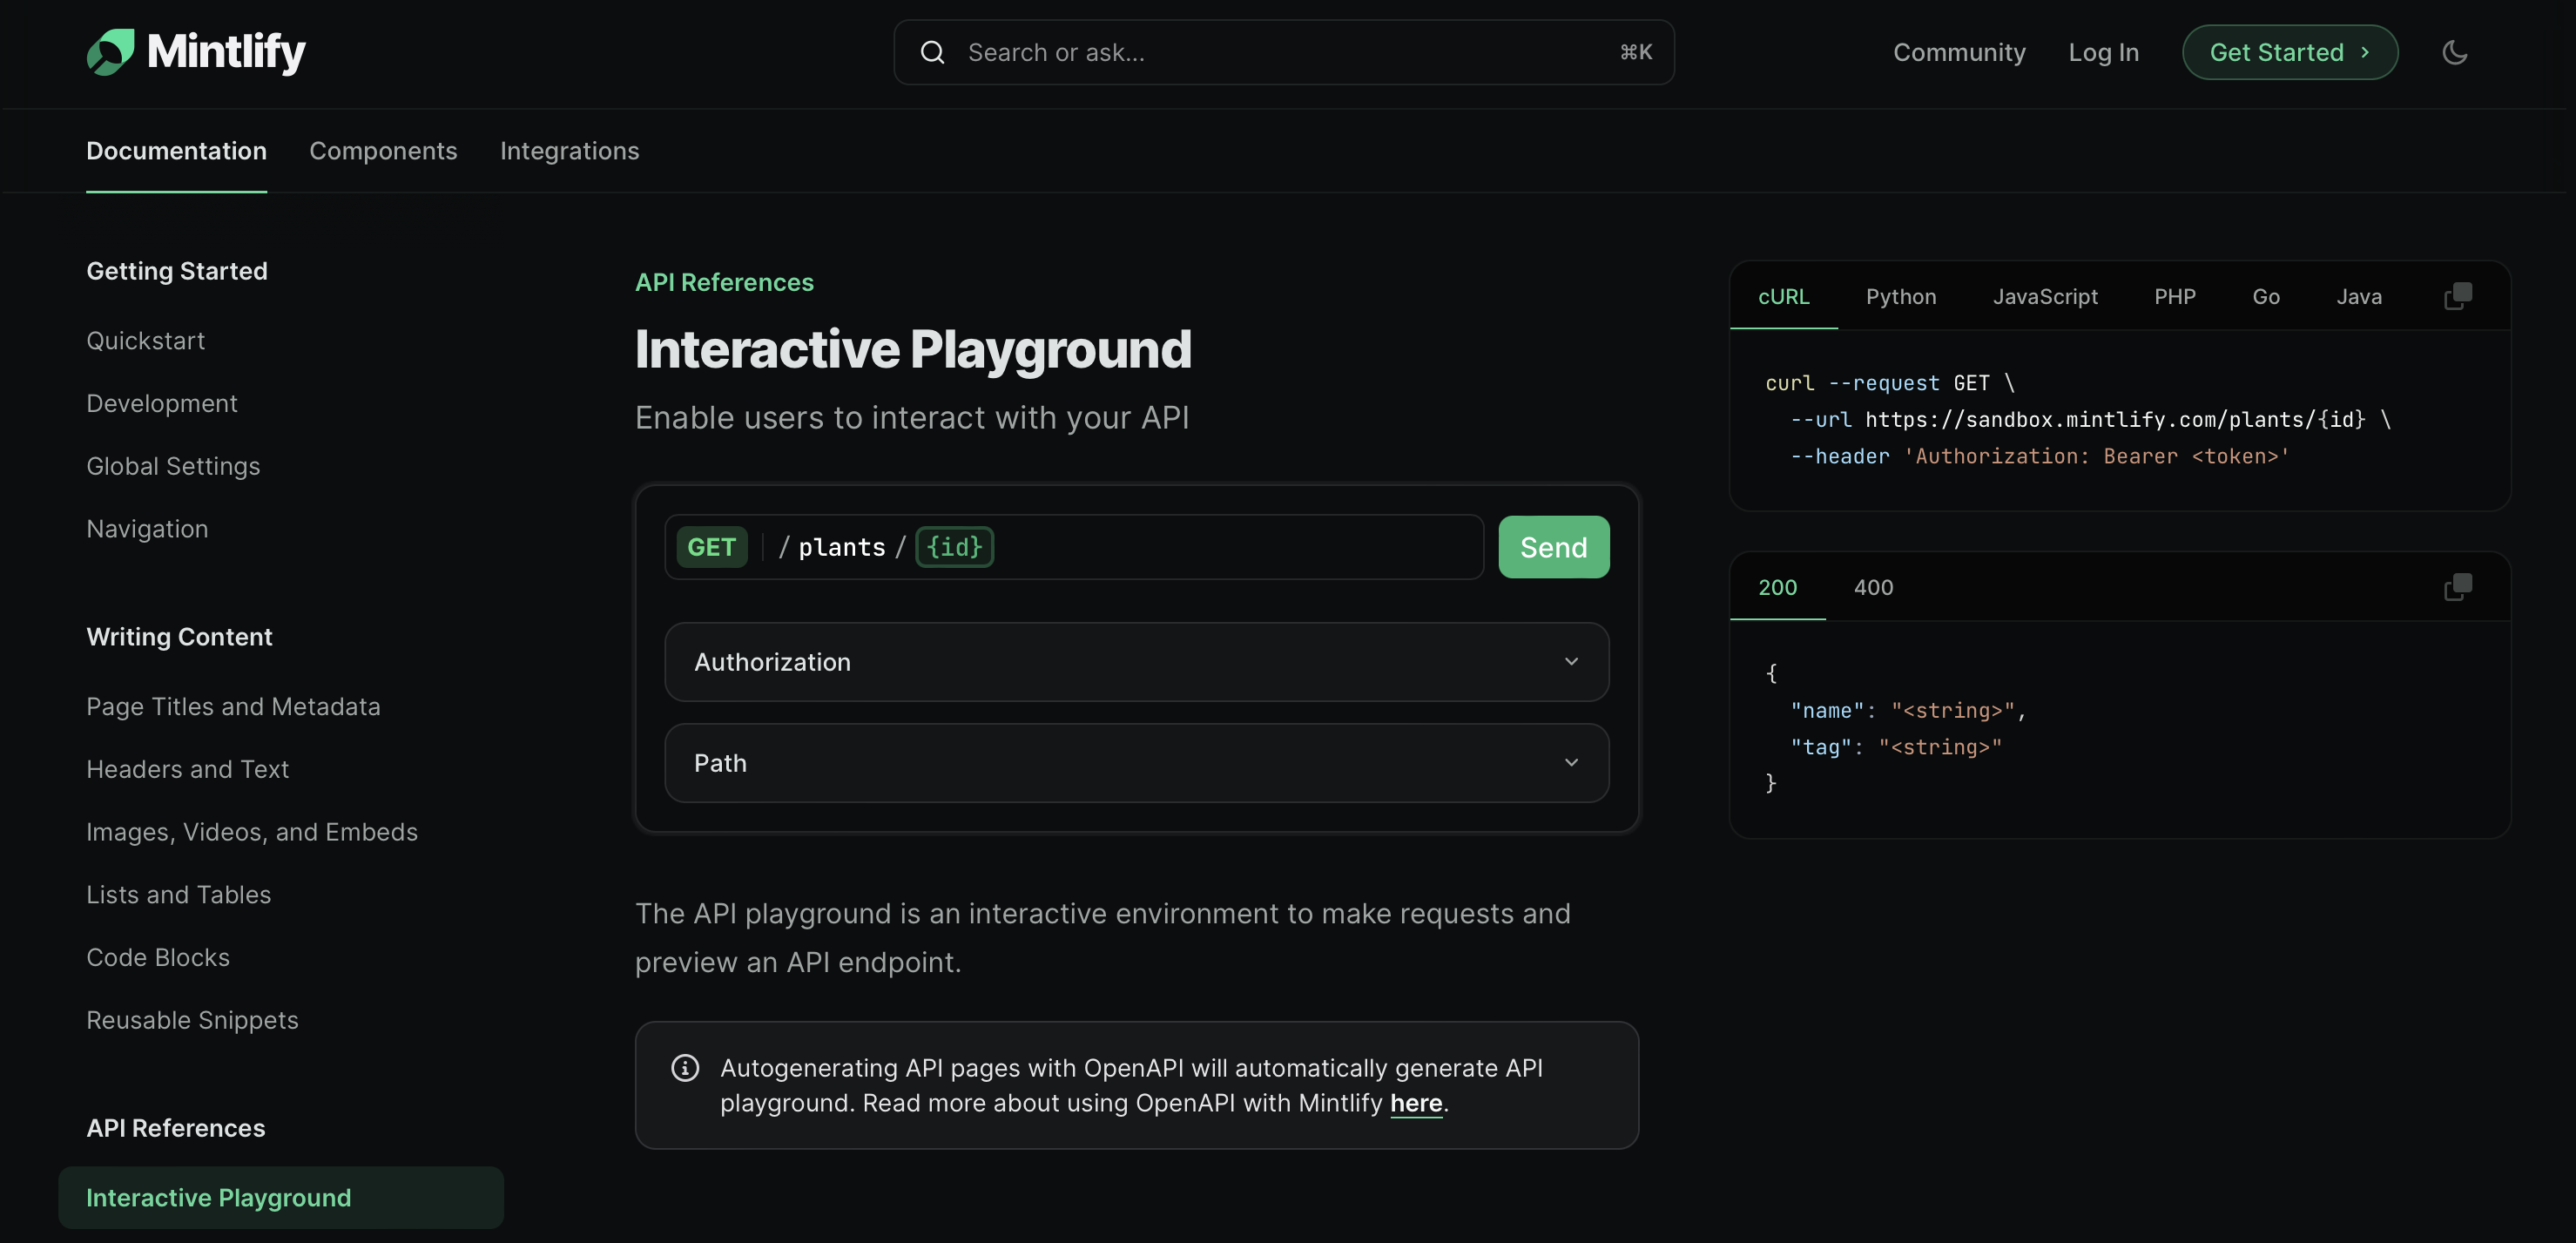 Mintlify
Search or ask...
⌘K
Community
Log In
Get Started
Documentation
Components
Integrations
Getting Started
Quickstart
Development
Global Settings
Navigation
Writing Content
Page Titles and Metadata
Headers and Text
Images, Videos, and Embeds
Lists and Tables
Code Blocks
Reusable Snippets
API References
Interactive Playground
API References
Interactive Playground
Enable users to interact with your API
GET / plants / {id}
Send
Authorization
Path
The API playground is an interactive environment to make requests and
preview an API endpoint.
Autogenerating API pages with OpenAPI will automatically generate API
playground. Read more about using OpenAPI with Mintlify here.
cURL
Python
JavaScript
PHP
Go
Java
curl --request GET \
  --url https://sandbox.mintlify.com/plants/{id} \
  --header 'Authorization: Bearer <token>'
200
400
{
  "name": "<string>",
  "tag": "<string>"
}